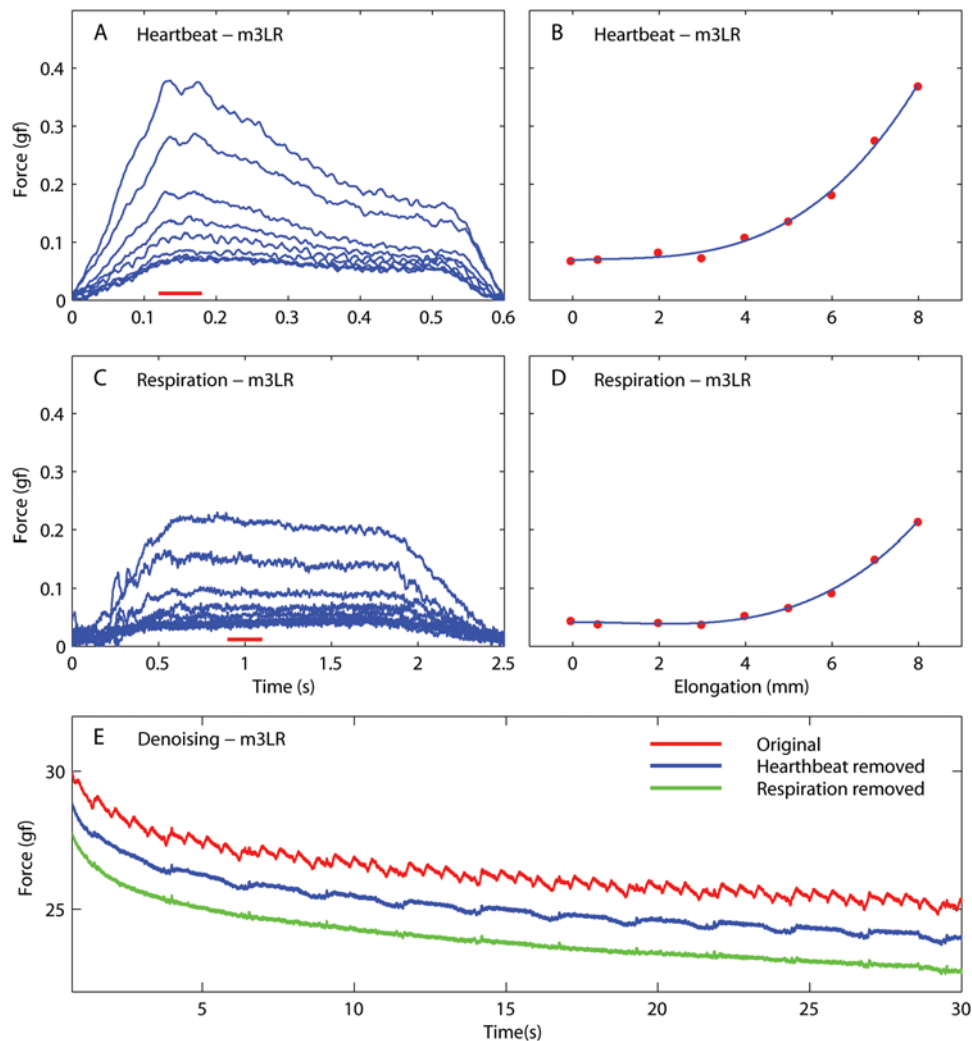 A Heartbeat – m3LR
B Heartbeat – m3LR
Force (gf)
0.4
0.3
0.2
0.1
0
0 0.1 0.2 0.3 0.4 0.5 0.6
0 2 4 6 8
C Respiration – m3LR
D Respiration – m3LR
Force (gf)
0.4
0.3
0.2
0.1
0
0 0.5 1 1.5 2 2.5
0 2 4 6 8
Time (s)
Elongation (mm)
E Denoising – m3LR
Original
Hearthbeat removed
Respiration removed
Force (gf)
30
25
5 10 15 20 25 30
Time(s)